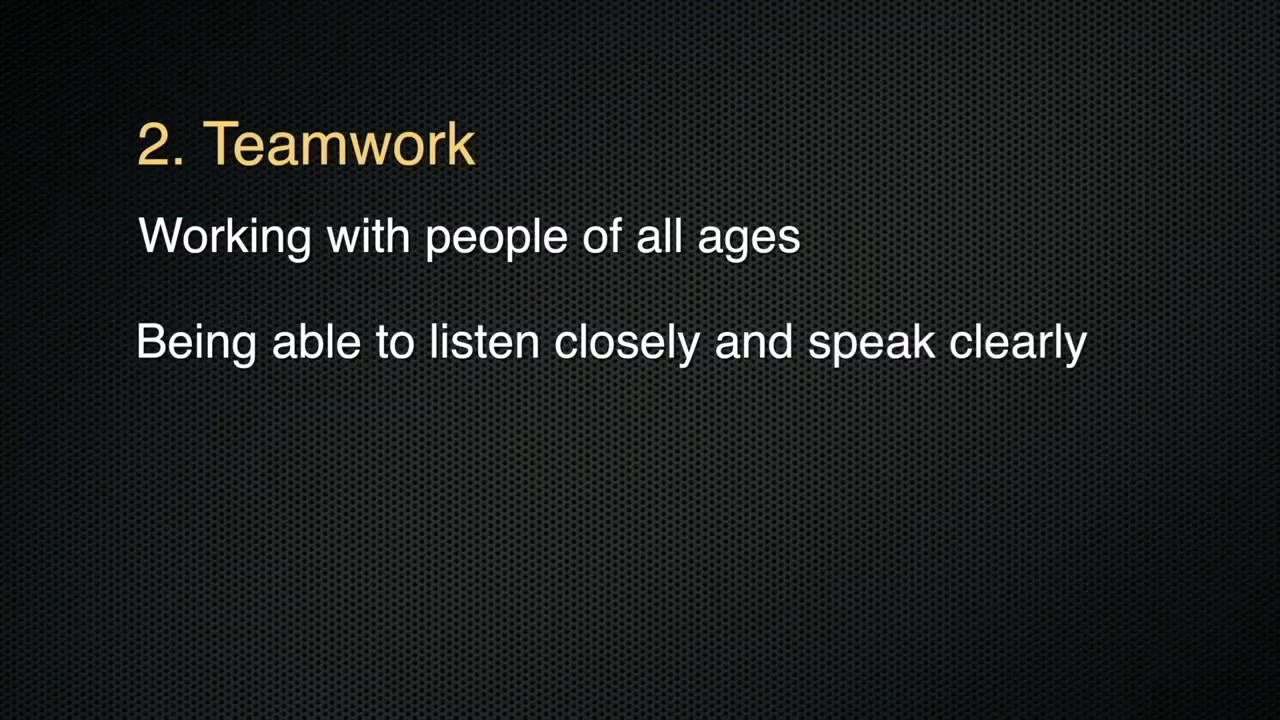 2. Teamwork
Working with people of all ages
Being able to listen closely and speak clearly